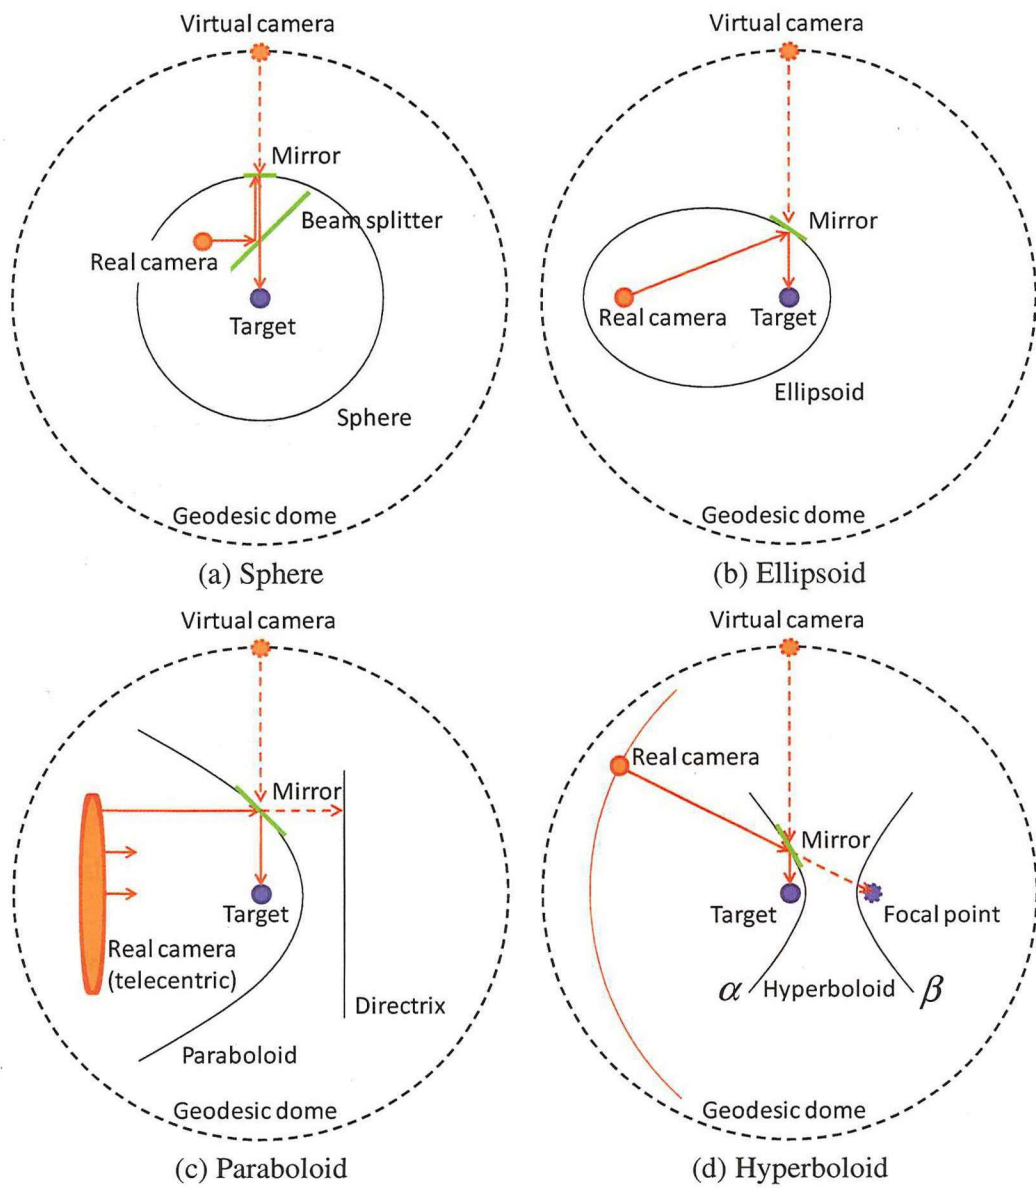 Virtual camera
Mirror
Beam splitter
Real camera
Target
Sphere
Geodesic dome
(a) Sphere
Virtual camera
Mirror
Real camera
Target
Ellipsoid
Geodesic dome
(b) Ellipsoid
Virtual camera
Mirror
Target
Real camera
(telecentric)
Directrix
Paraboloid
Geodesic dome
(c) Paraboloid
Virtual camera
Real camera
Mirror
Target
Focal point
α
Hyperboloid
β
Geodesic dome
(d) Hyperboloid